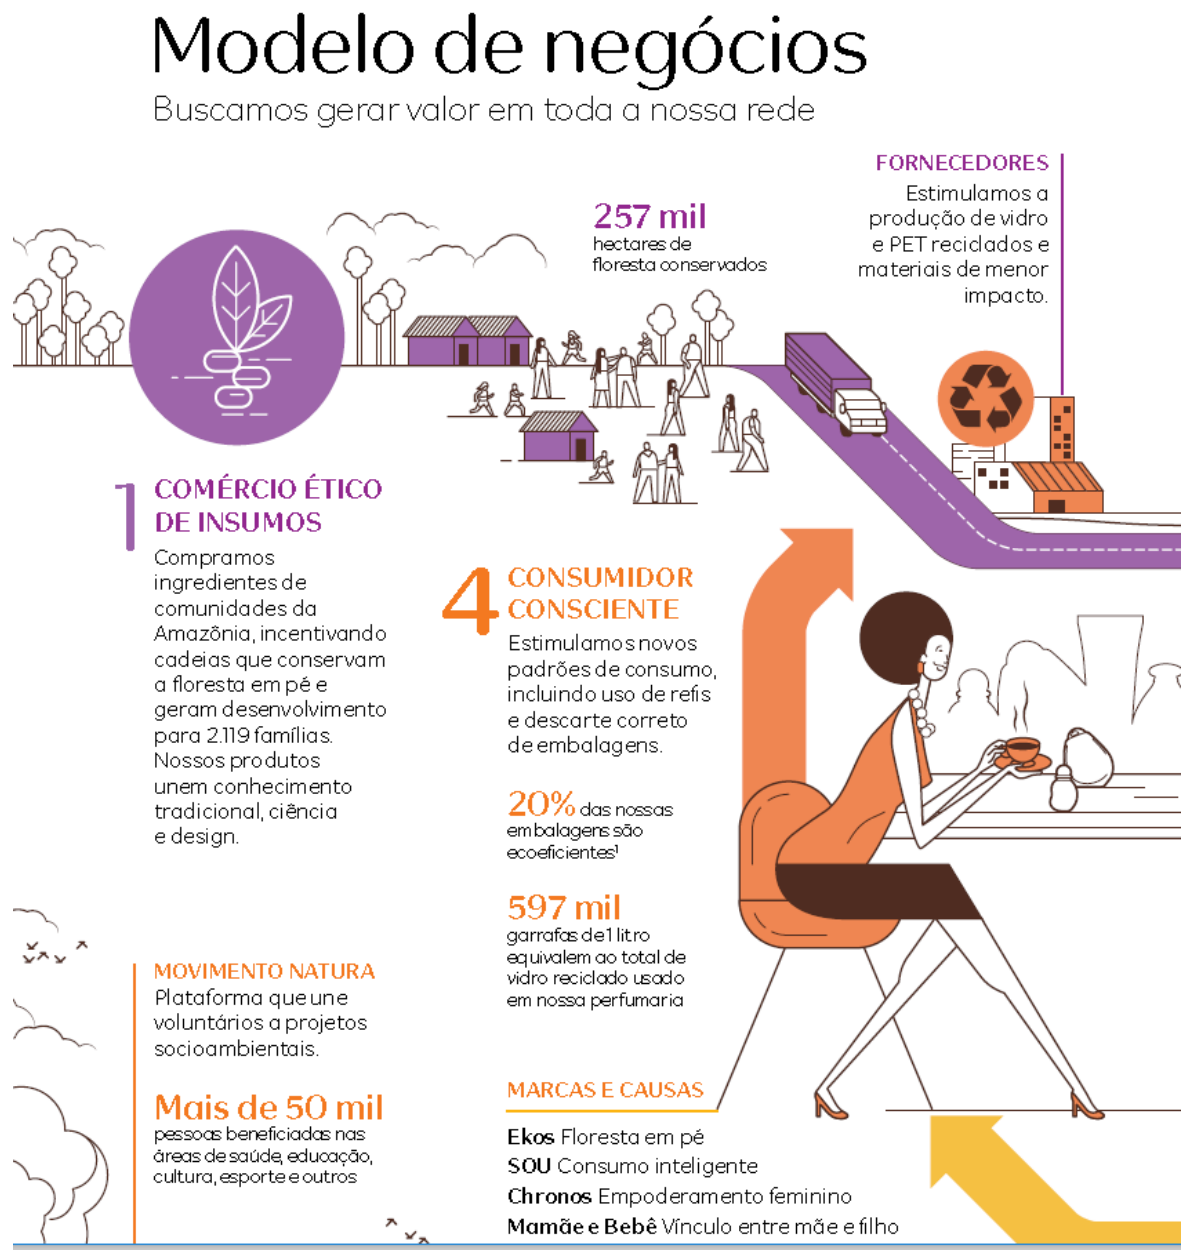 Modelo de negócios
Buscamos gerar valor em toda a nossa rede
FORNECEDORES
Estimulamos a
produção de vidro
e PET reciclados e
materiais de menor
impacto.
257 mil
hectares de
floresta conservados
1
COMÉRCIO ÉTICO
DE INSUMOS
Compramos
ingredientes de
comunidades da
Amazônia, incentivando
cadeias que conservam
a floresta em pé e
geram desenvolvimento
para 2.119 famílias.
Nossos produtos
unem conhecimento
tradicional, ciência
e design.
4
CONSUMIDOR
CONSCIENTE
Estimulamos novos
padrões de consumo,
incluindo uso de refis
e descarte correto
de embalagens.
20% das nossas
embalagens são
ecoeficientes¹
597 mil
garrafas de 1 litro
equivalem ao total de
vidro reciclado usado
em nossa perfumaria
MOVIMENTO NATURA
Plataforma que une
voluntários a projetos
socioambientais.
Mais de 50 mil
pessoas beneficiadas nas
áreas de saúde, educação,
cultura, esporte e outros
MARCAS E CAUSAS
Ekos Floresta em pé
SOU Consumo inteligente
Chronos Empoderamento feminino
Mamãe e Bebê Vínculo entre mãe e filho